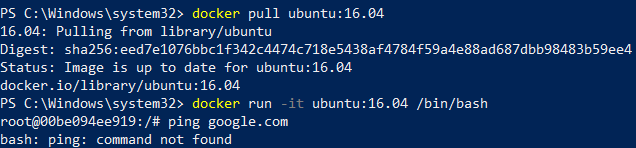 PS C:\Windows\system32> docker pull ubuntu:16.04
16.04: Pulling from library/ubuntu
Digest: sha256:eed7e1076bbc1f342c4474c718e5438af4784f59a4e88ad687dbb98483b59ee4
Status: Image is up to date for ubuntu:16.04
docker.io/library/ubuntu:16.04
PS C:\Windows\system32> docker run -it ubuntu:16.04 /bin/bash
root@00be094ee919:/# ping google.com
bash: ping: command not found